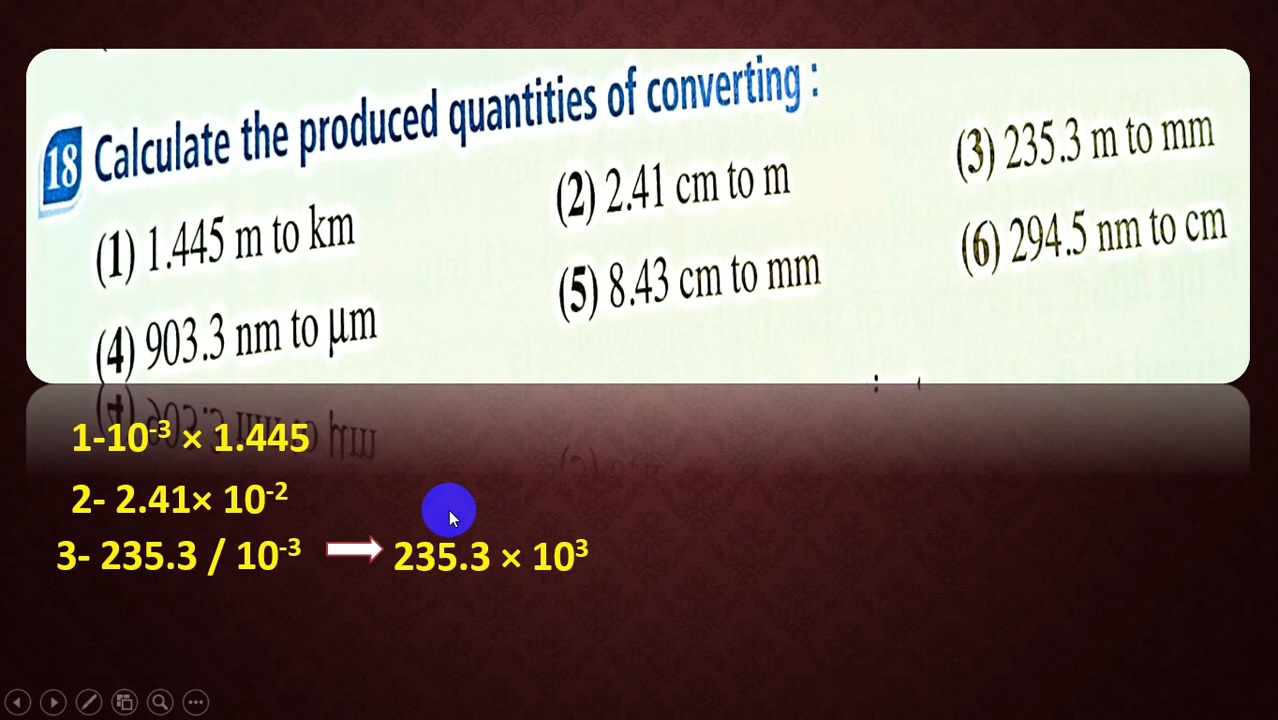 18 Calculate the produced quantities of converting :
(1) 1.445 m to km (2) 2.41 cm to m (3) 235.3 m to mm
(4) 903.3 nm to µm (5) 8.43 cm to mm (6) 294.5 nm to cm
1-10⁻³ × 1.445
2- 2.41× 10⁻²
3- 235.3 / 10⁻³ 235.3 × 10³